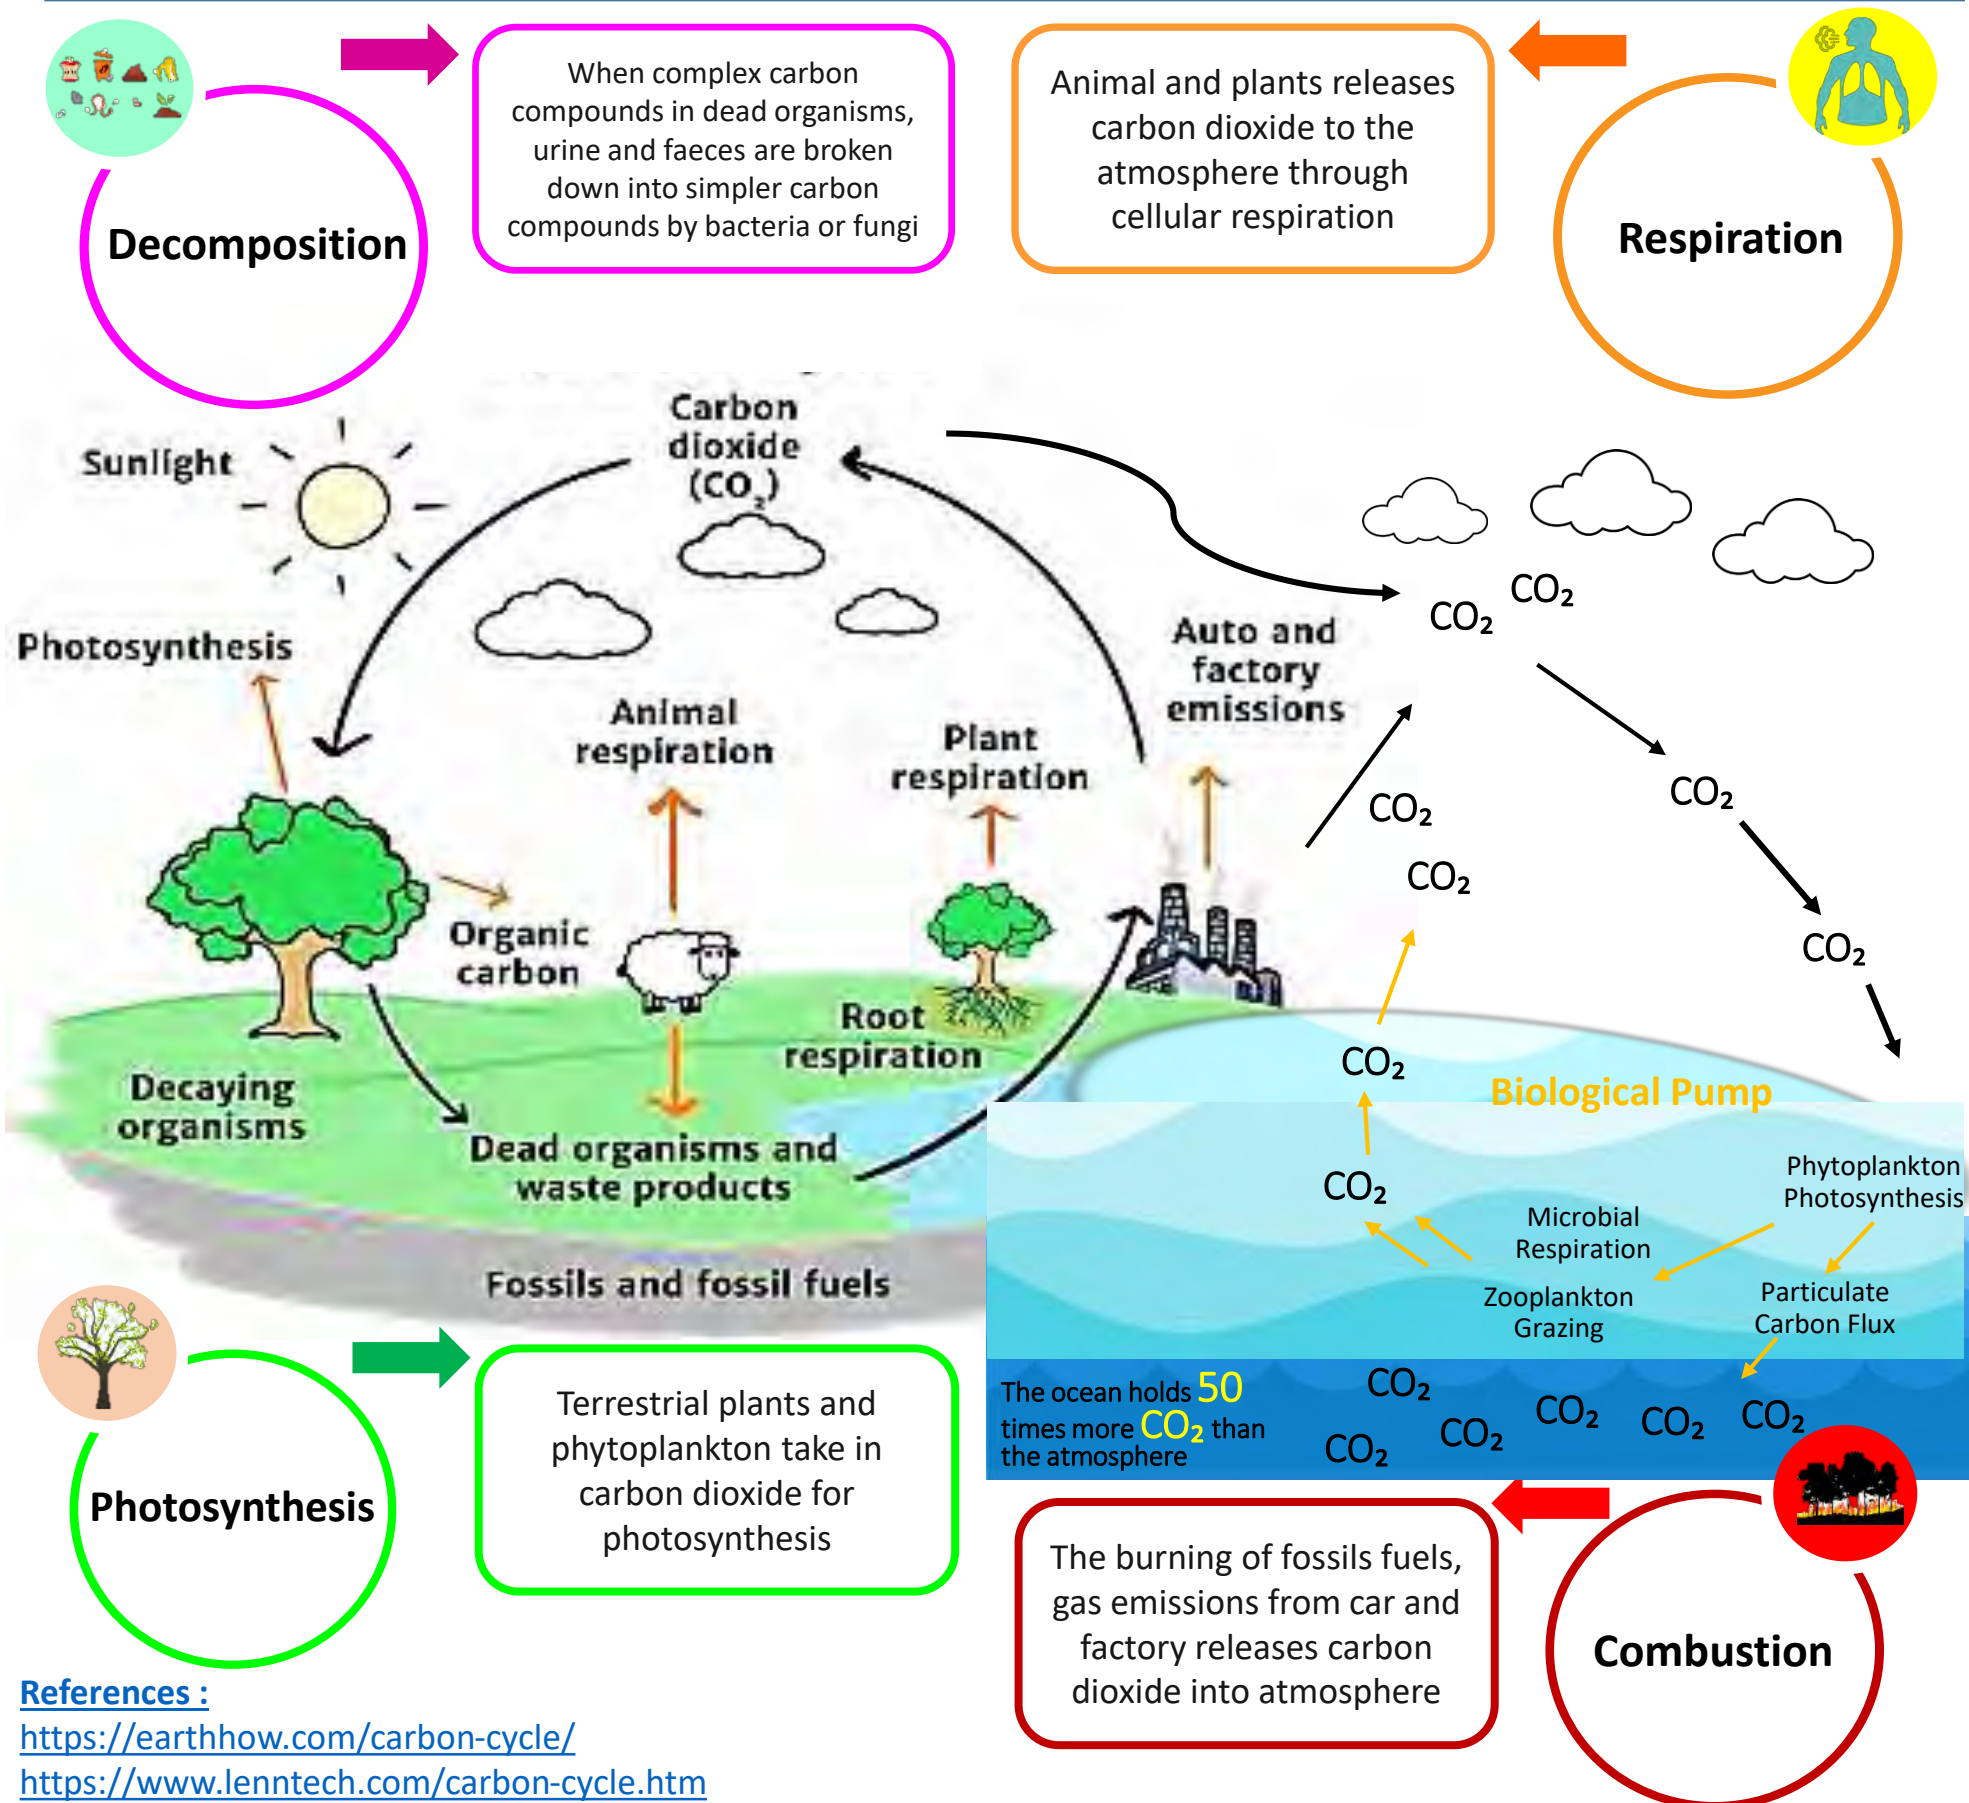 Decomposition
When complex carbon
compounds in dead organisms,
urine and faeces are broken
down into simpler carbon
compounds by bacteria or fungi
Animal and plants releases
carbon dioxide to the
atmosphere through
cellular respiration
Respiration
Carbon
dioxide
(CO₂)
Sunlight
Photosynthesis
Animal
respiration
Plant
respiration
Auto and
factory
emissions
CO₂
CO₂
CO₂
CO₂
CO₂
CO₂
Organic
carbon
Root
respiration
Decaying
organisms
Dead organisms and
waste products
Fossils and fossil fuels
CO₂
Biological Pump
CO₂
Phytoplankton
Photosynthesis
Microbial
Respiration
Zooplankton
Grazing
Particulate
Carbon Flux
The ocean holds 50
times more CO₂ than
the atmosphere
CO₂
CO₂
CO₂
CO₂
CO₂
CO₂
Photosynthesis
Terrestrial plants and
phytoplankton take in
carbon dioxide for
photosynthesis
The burning of fossils fuels,
gas emissions from car and
factory releases carbon
dioxide into atmosphere
Combustion
References :
https://earthhow.com/carbon-cycle/
https://www.lenntech.com/carbon-cycle.htm